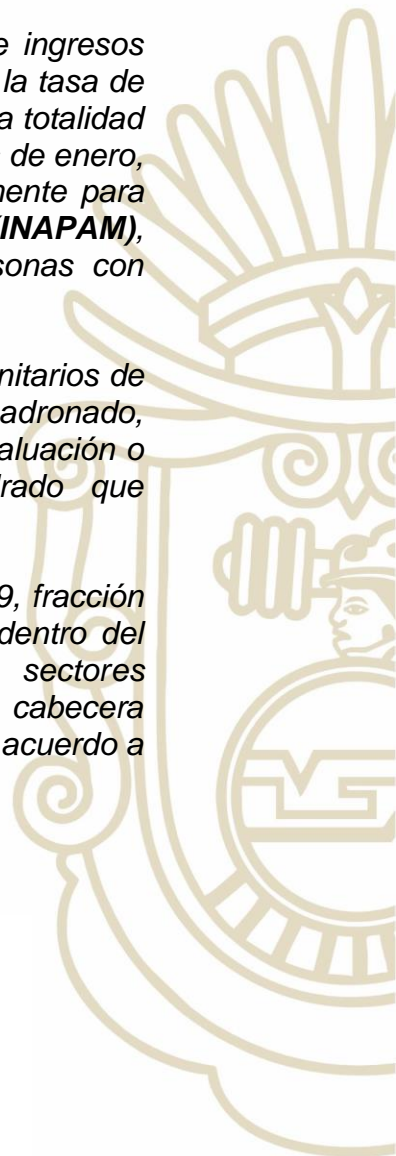 e ingresos
la tasa de
a totalidad
de enero,
mente para
(INAPAM),
sonas con
nitarios de
adronado,
aluación o
drado que
9, fracción
dentro del
sectores
cabecera
acuerdo a